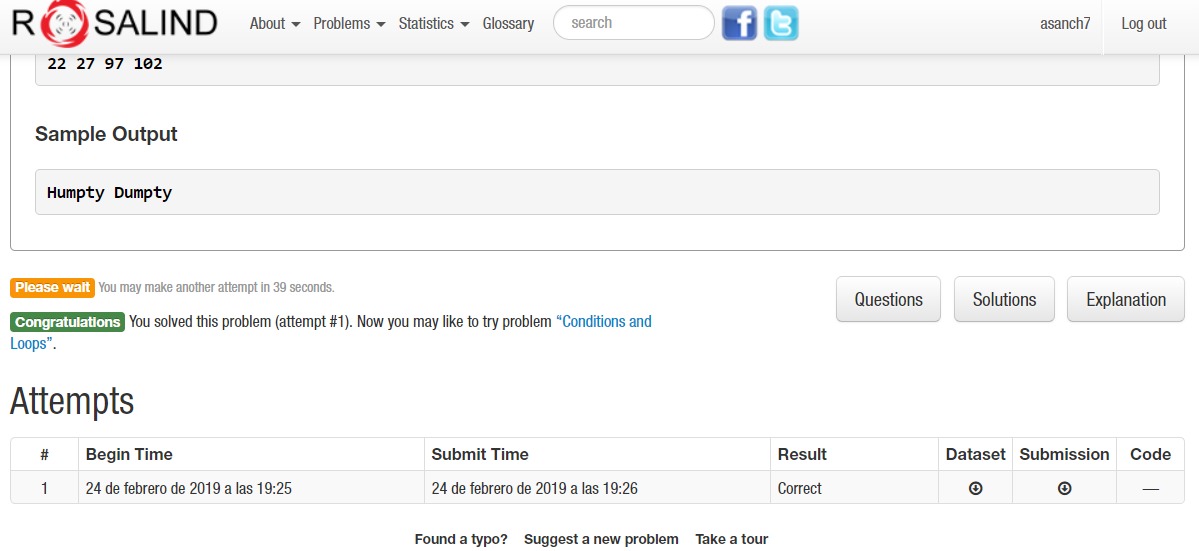 ROSALIND About Problems Statistics Glossary search asanch7 Log out
22 27 97 102
Sample Output
Humpty Dumpty
Please wait You may make another attempt in 39 seconds.
Questions Solutions Explanation
Congratulations You solved this problem (attempt #1). Now you may like to try problem “Conditions and
Loops”.
Attempts
# Begin Time Submit Time Result Dataset Submission Code
1 24 de febrero de 2019 a las 19:25 24 de febrero de 2019 a las 19:26 Correct —
Found a typo? Suggest a new problem Take a tour